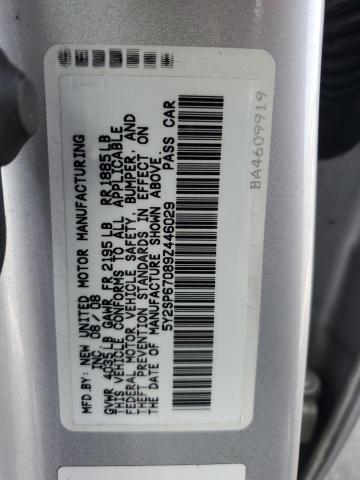 MFD.BY: NEW UNITED MOTOR MANUFACTURING
INC 08/08
GVWR 4035LB GAWR FR 2195LB RR 1885LB
THIS VEHICLE CONFORMS TO ALL APPLICABLE
FEDERAL MOTOR VEHICLE SAFETY, BUMPER, AND
THEFT PREVENTION STANDARDS IN EFFECT ON
THE DATE OF MANUFACTURE SHOWN ABOVE
5Y2SP67089Z446029 PASS CAR
BA4609919